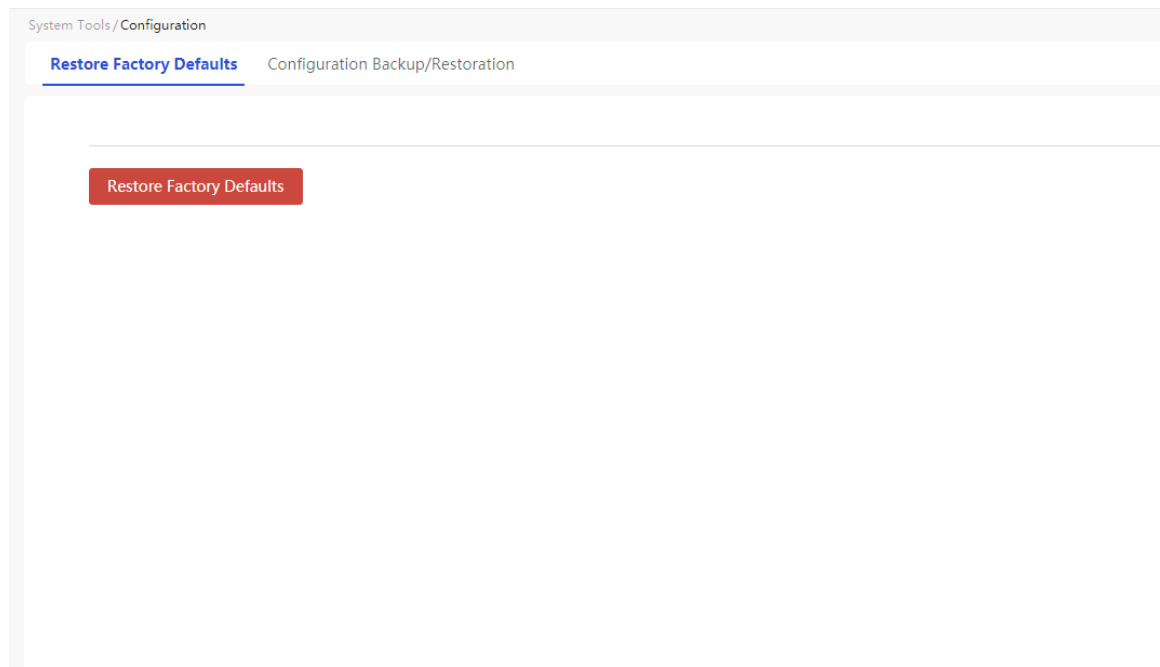 System Tools/Configuration
Restore Factory Defaults Configuration Backup/Restoration
Restore Factory Defaults